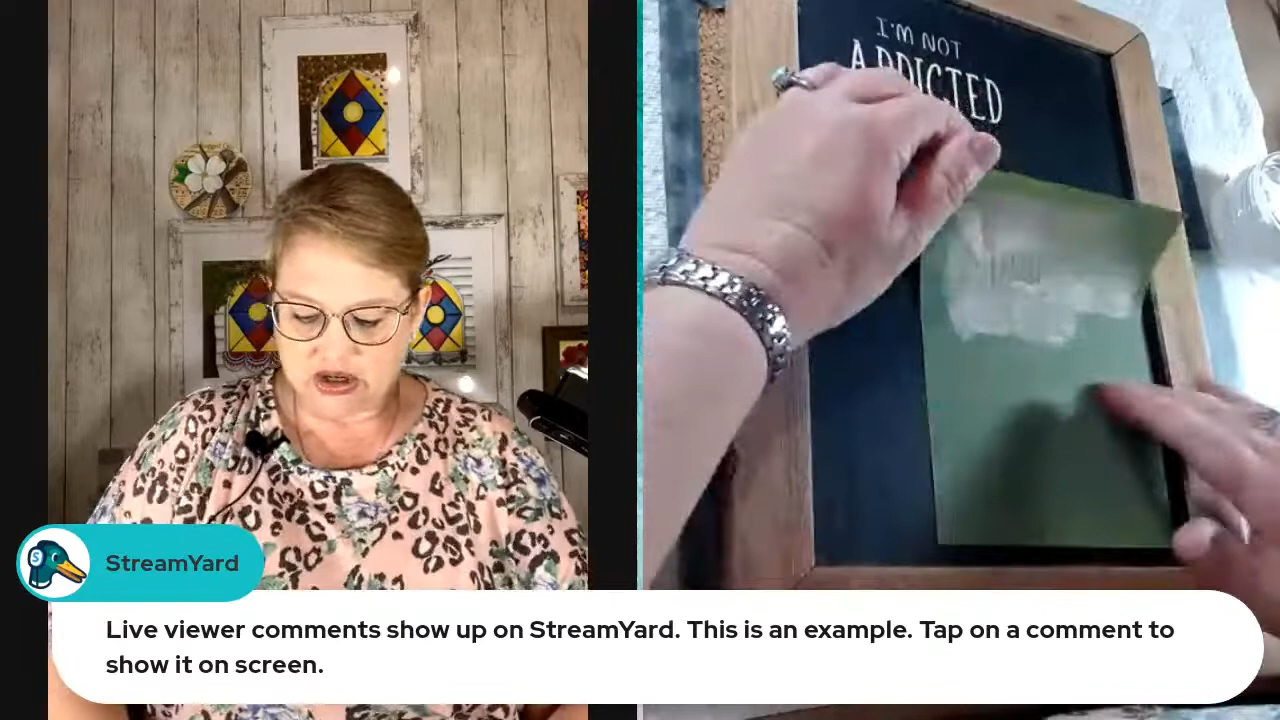 I'M NOT
ADDICTED
StreamYard
Live viewer comments show up on StreamYard. This is an example. Tap on a comment to
show it on screen.